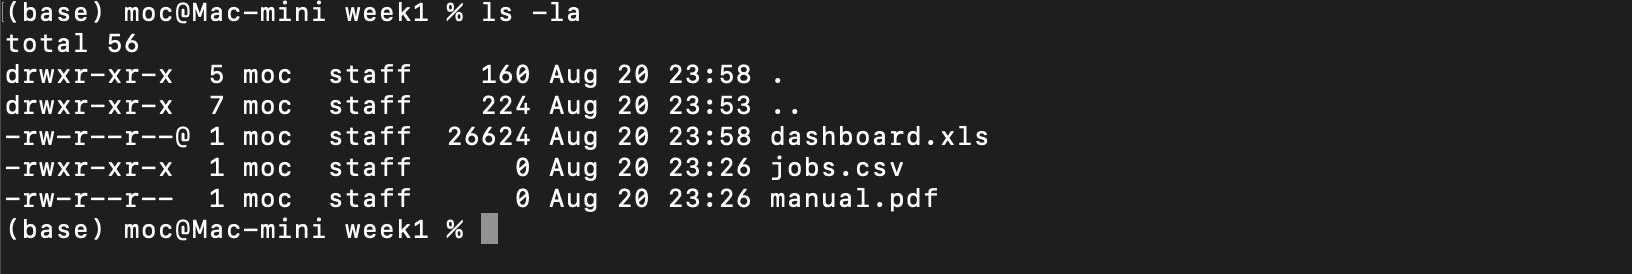 (base) moc@Mac-mini week1 % ls -la
total 56
drwxr-xr-x  5 moc  staff    160 Aug 20 23:58 .
drwxr-xr-x  7 moc  staff    224 Aug 20 23:53 ..
-rw-r--r--@ 1 moc  staff  26624 Aug 20 23:58 dashboard.xls
-rwxr-xr-x  1 moc  staff      0 Aug 20 23:26 jobs.csv
-rw-r--r--  1 moc  staff      0 Aug 20 23:26 manual.pdf
(base) moc@Mac-mini week1 %